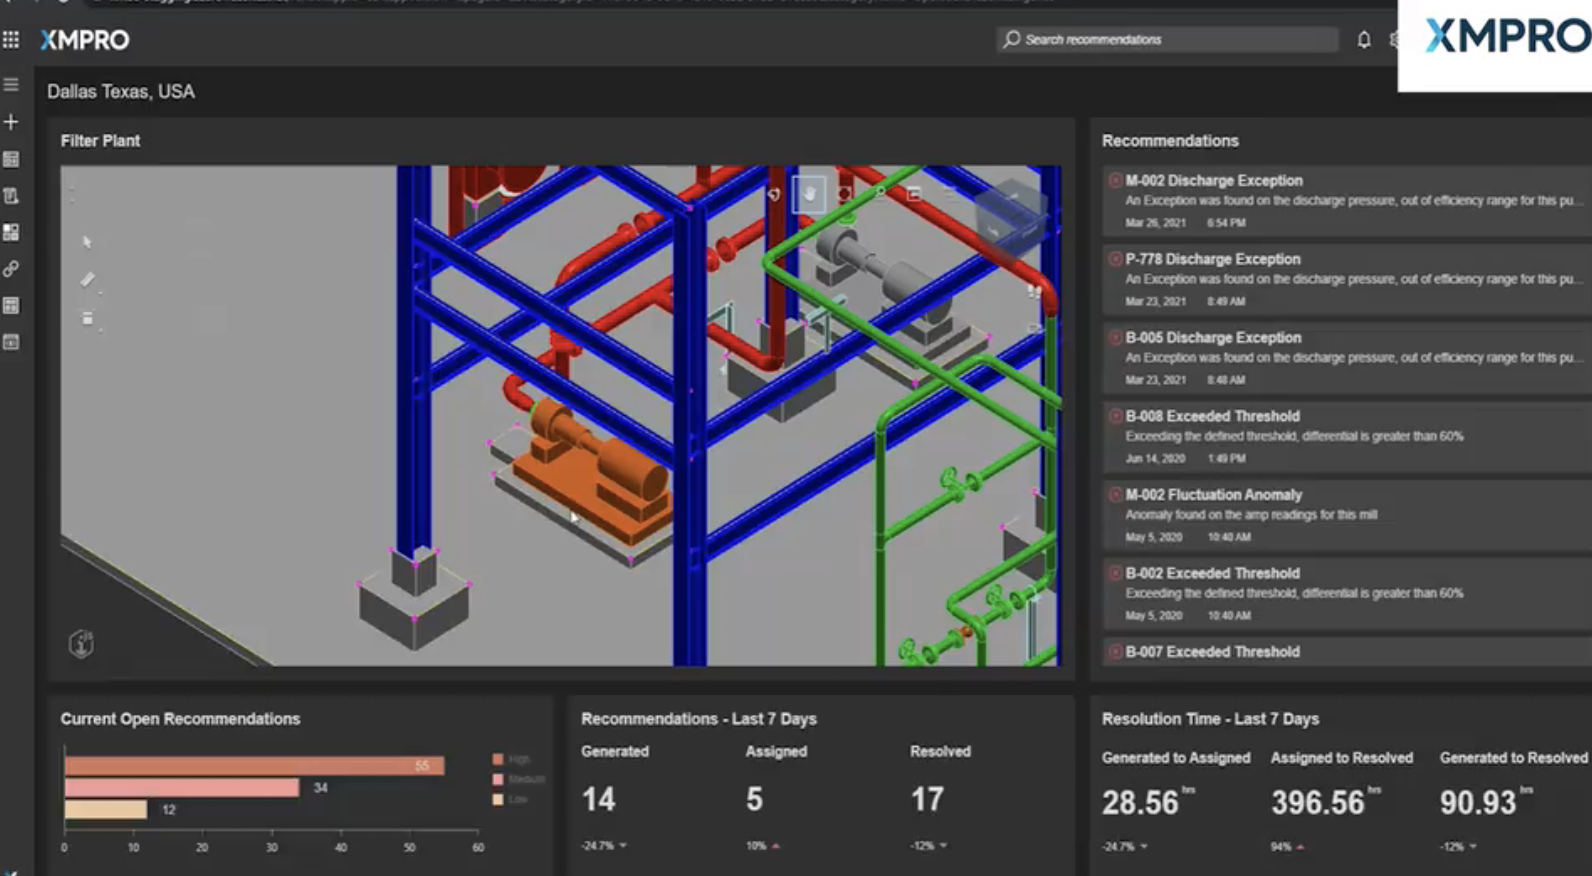 XMPRO
Search recommendations
XMPRO
Dallas Texas, USA
Filter Plant
Recommendations
M-002 Discharge Exception
An Exception was found on the discharge pressure, out of efficiency range for this pu...
Mar 26, 2021 6:54 PM
P-778 Discharge Exception
An Exception was found on the discharge pressure, out of efficiency range for this pu...
Mar 23, 2021 8:49 AM
B-005 Discharge Exception
An Exception was found on the discharge pressure, out of efficiency range for this pu...
Mar 23, 2021 8:48 AM
B-008 Exceeded Threshold
Exceeding the defined threshold, differential is greater than 60%
Jun 14, 2020 1:49 PM
M-002 Fluctuation Anomaly
Anomaly found on the amp readings for this mill
May 5, 2020 10:40 AM
B-002 Exceeded Threshold
Exceeding the defined threshold, differential is greater than 60%
May 5, 2020 10:40 AM
B-007 Exceeded Threshold
Current Open Recommendations
55
34
12
0 10 20 30 40 50 60
High
Medium
Low
Recommendations - Last 7 Days
Generated Assigned Resolved
14 5 17
-24.7% 10% -12%
Resolution Time - Last 7 Days
Generated to Assigned Assigned to Resolved Generated to Resolved
28.56 hrs 396.56 hrs 90.93 hrs
-24.7% 94% -12%